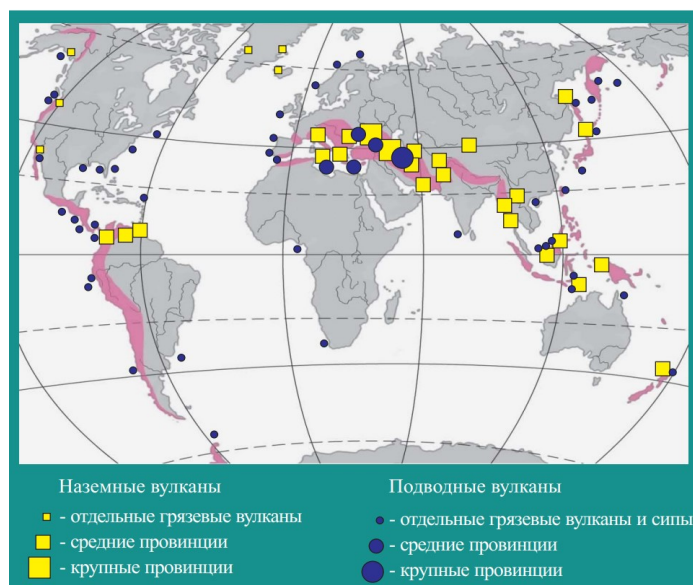 Наземные вулканы
- отдельные грязевые вулканы
- средние провинции
- крупные провинции
Подводные вулканы
- отдельные грязевые вулканы и сипы
- средние провинции
- крупные провинции